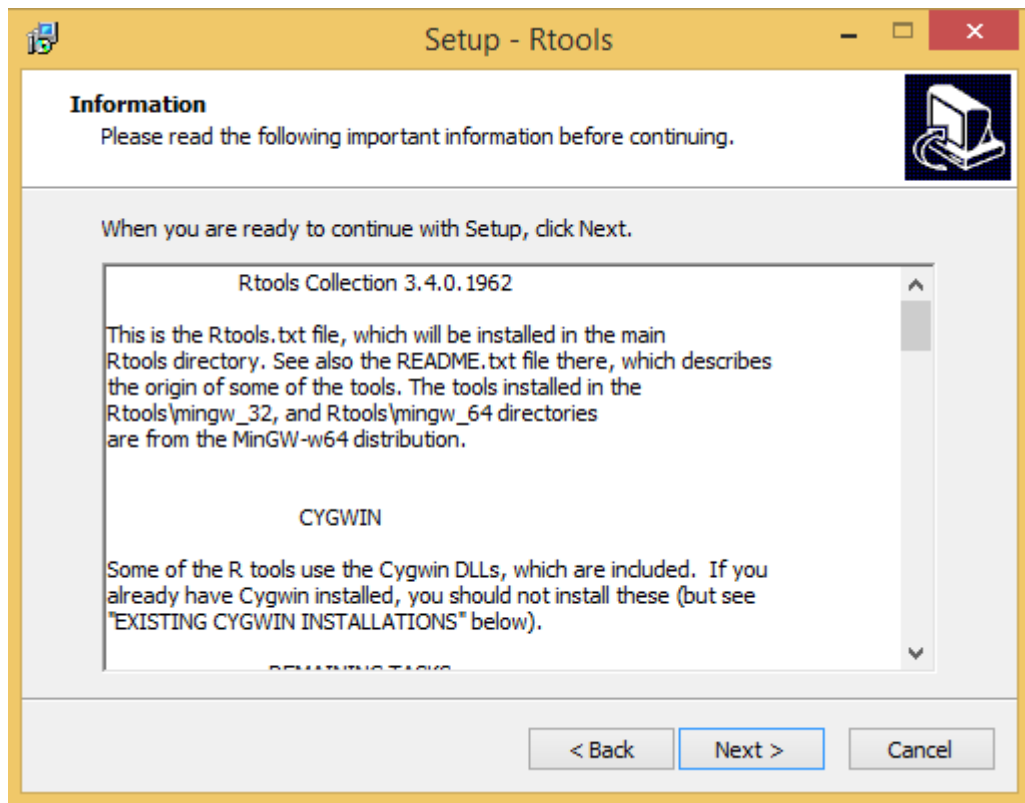 Setup - Rtools
Information
Please read the following important information before continuing.
When you are ready to continue with Setup, click Next.
Rtools Collection 3.4.0.1962
This is the Rtools.txt file, which will be installed in the main
Rtools directory. See also the README.txt file there, which describes
the origin of some of the tools. The tools installed in the
Rtools\mingw_32, and Rtools\mingw_64 directories
are from the MinGW-w64 distribution.
CYGWIN
Some of the R tools use the Cygwin DLLs, which are included.  If you
already have Cygwin installed, you should not install these (but see
"EXISTING CYGWIN INSTALLATIONS" below).
REMAINING TASKS
< Back
Next >
Cancel